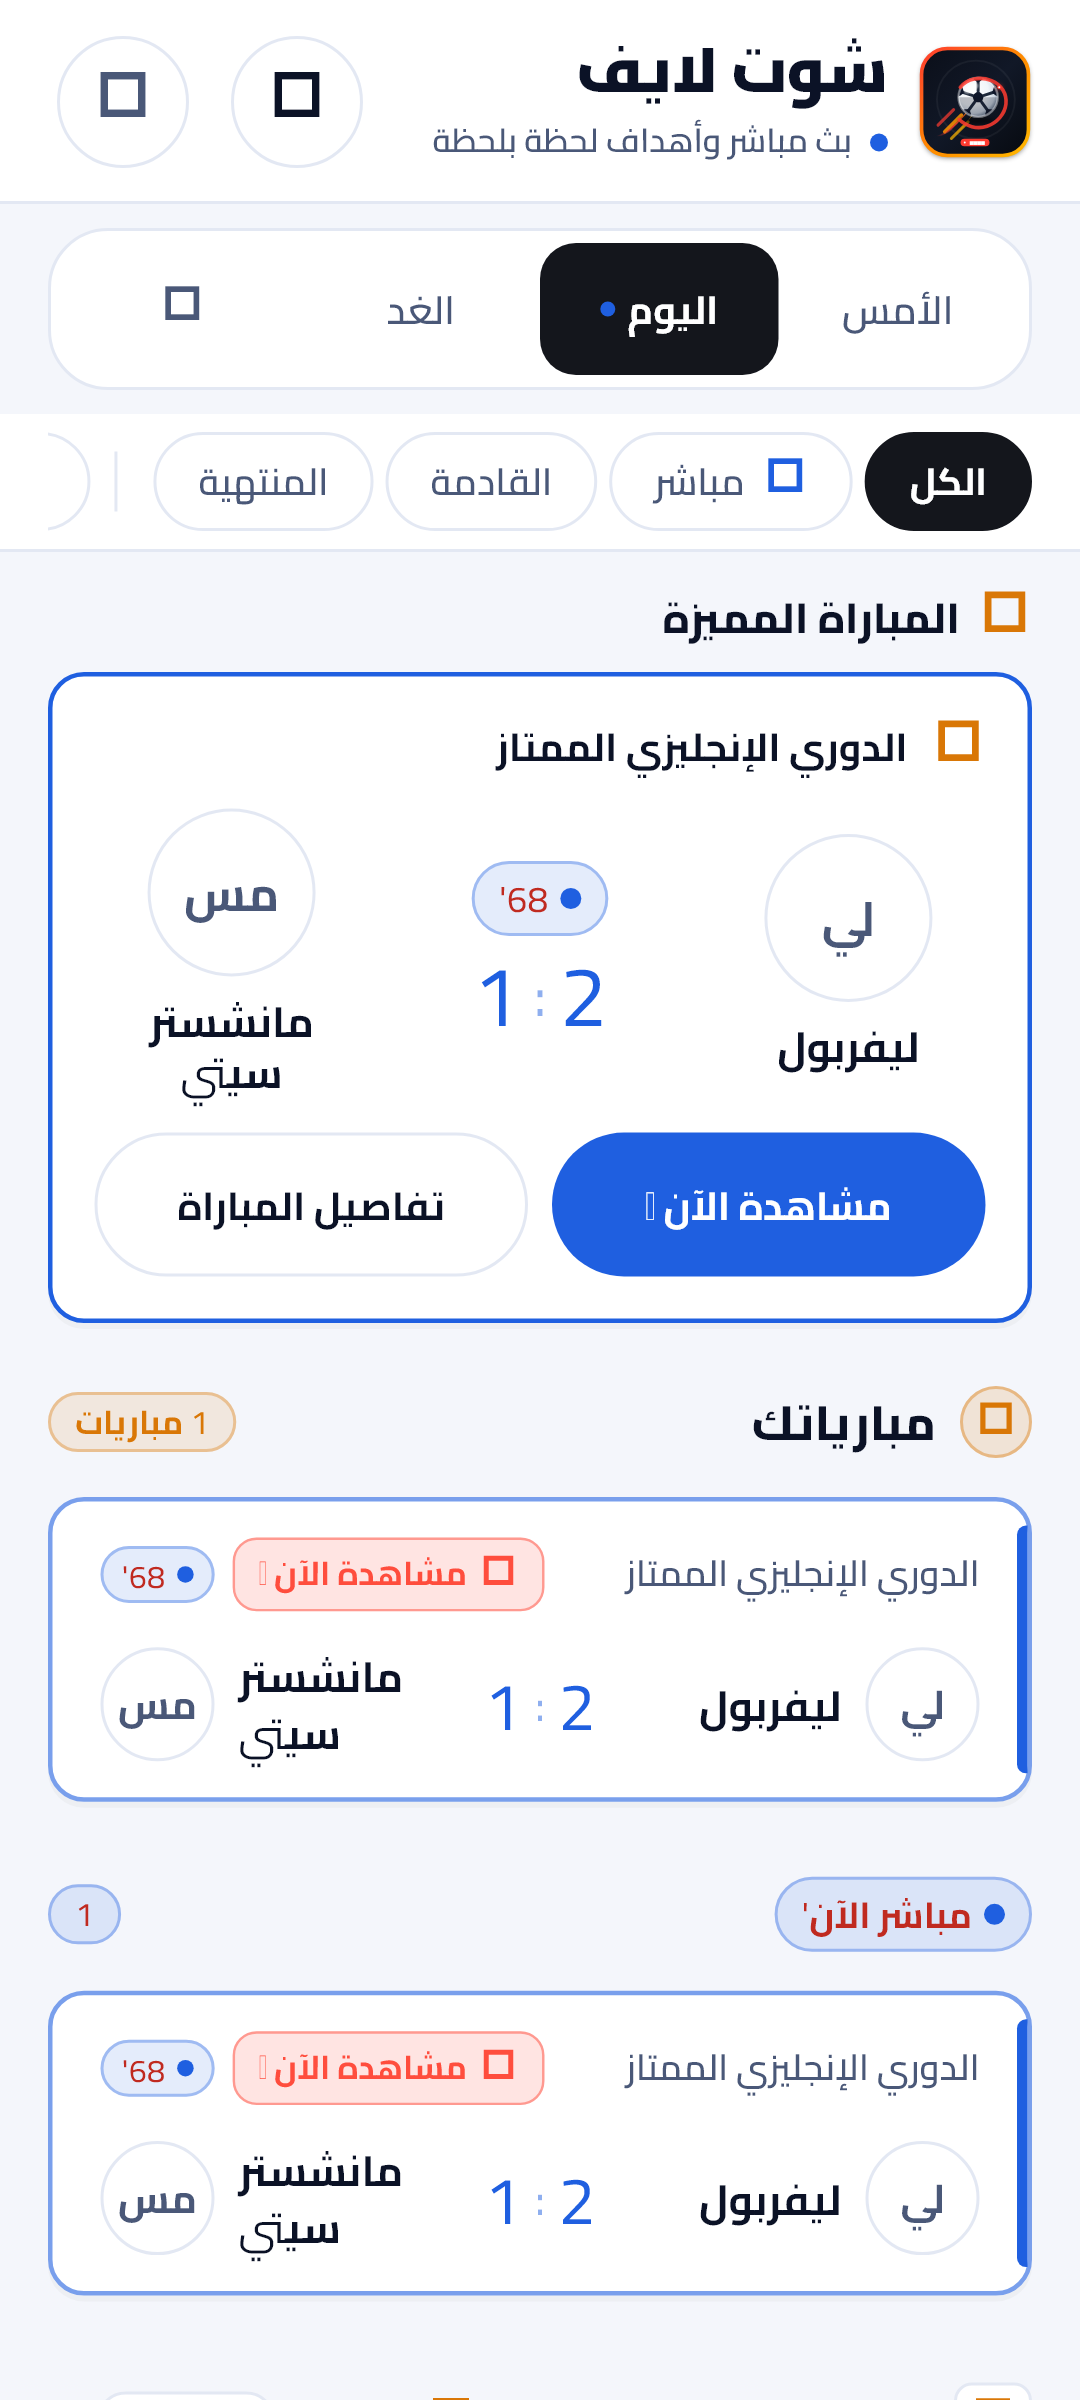 شوت لايف
بث مباشر وأهداف لحظة بلحظة
الأمس
اليوم
الغد
الكل
مباشر
القادمة
المنتهية
المباراة المميزة
الدوري الإنجليزي الممتاز
لي
ليفربول
68'
2 : 1
مس
مانشستر
سيتي
مشاهدة الآن
تفاصيل المباراة
مبارياتك
1 مباريات
الدوري الإنجليزي الممتاز
مشاهدة الآن
68'
لي
ليفربول
2 : 1
مانشستر
سيتي
مس
مباشر الآن'
1
الدوري الإنجليزي الممتاز
مشاهدة الآن
68'
لي
ليفربول
2 : 1
مانشستر
سيتي
مس